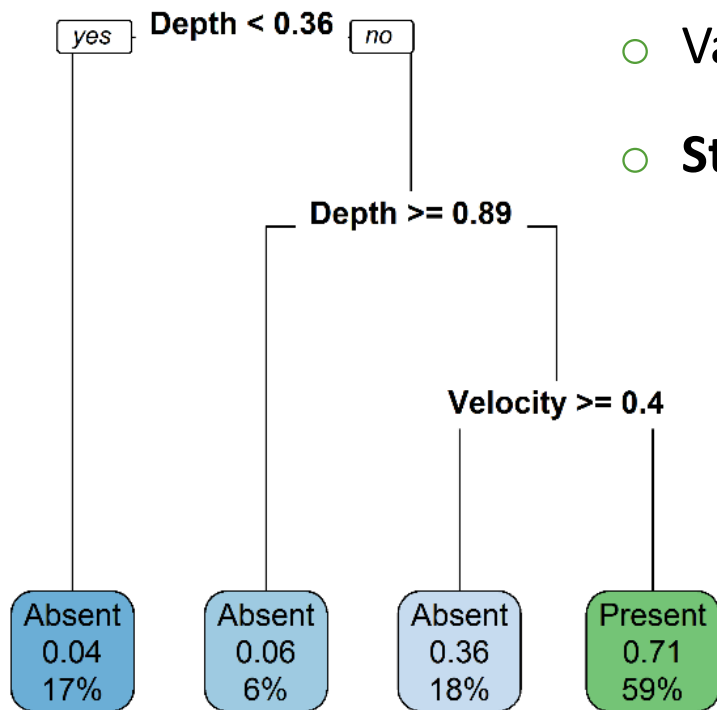 yes Depth < 0.36 no
Depth >= 0.89
Velocity >= 0.4
Absent Absent Absent Present
0.04 0.06 0.36 0.71
17% 6% 18% 59%